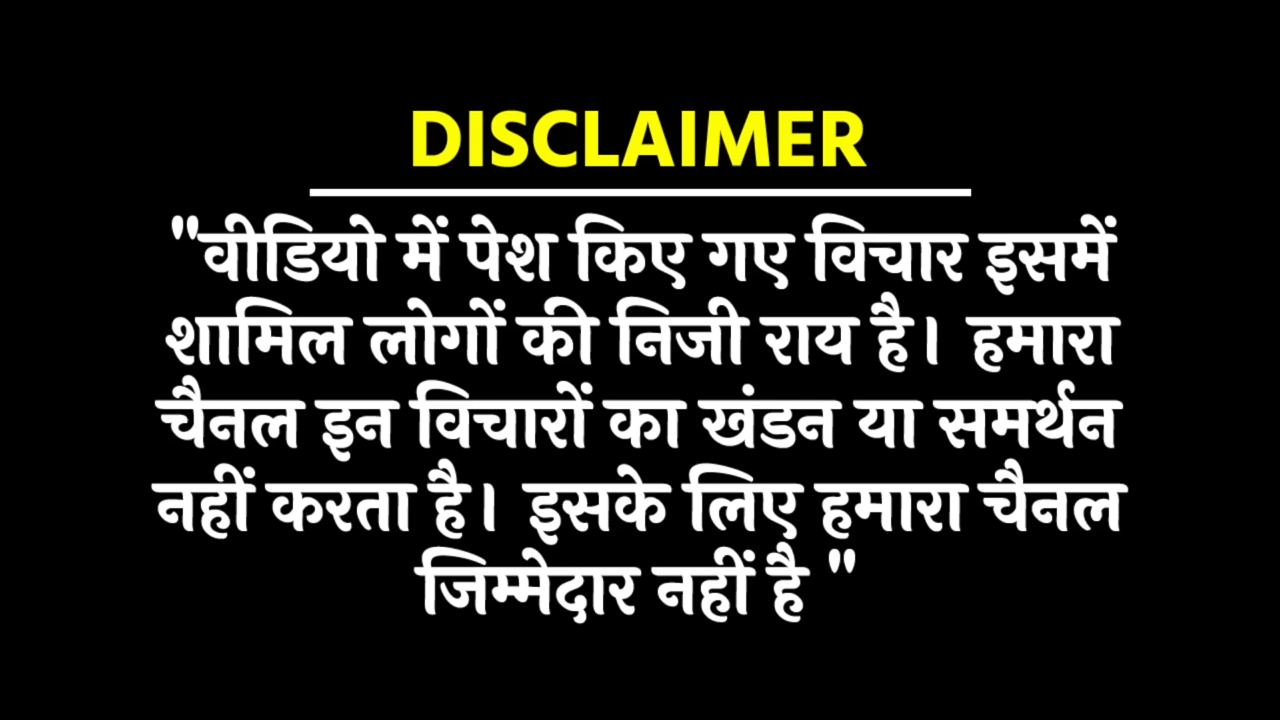 DISCLAIMER
"वीडियो में पेश किए गए विचार इसमें
शामिल लोगों की निजी राय है। हमारा
चैनल इन विचारों का खंडन या समर्थन
नहीं करता है। इसके लिए हमारा चैनल
जिम्मेदार नहीं है "